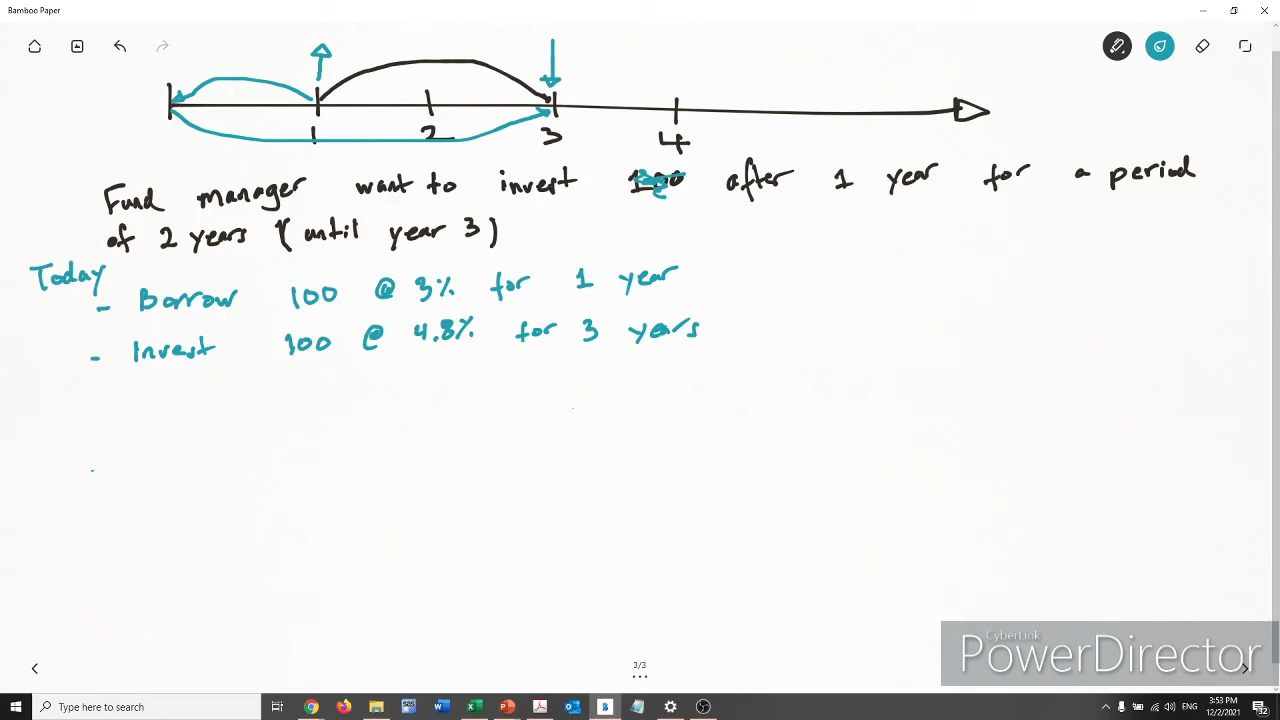 Bamboo Paper
1 2 3 4
Fund manager want to invest after 1 year for a period
of 2 years (until year 3)
Today
- Borrow 100 @ 3% for 1 year
- Invest 100 @ 4.8% for 3 years
3/3
CyberLink
PowerDirector
Type here to search
ENG
3:53 PM
12/2/2021